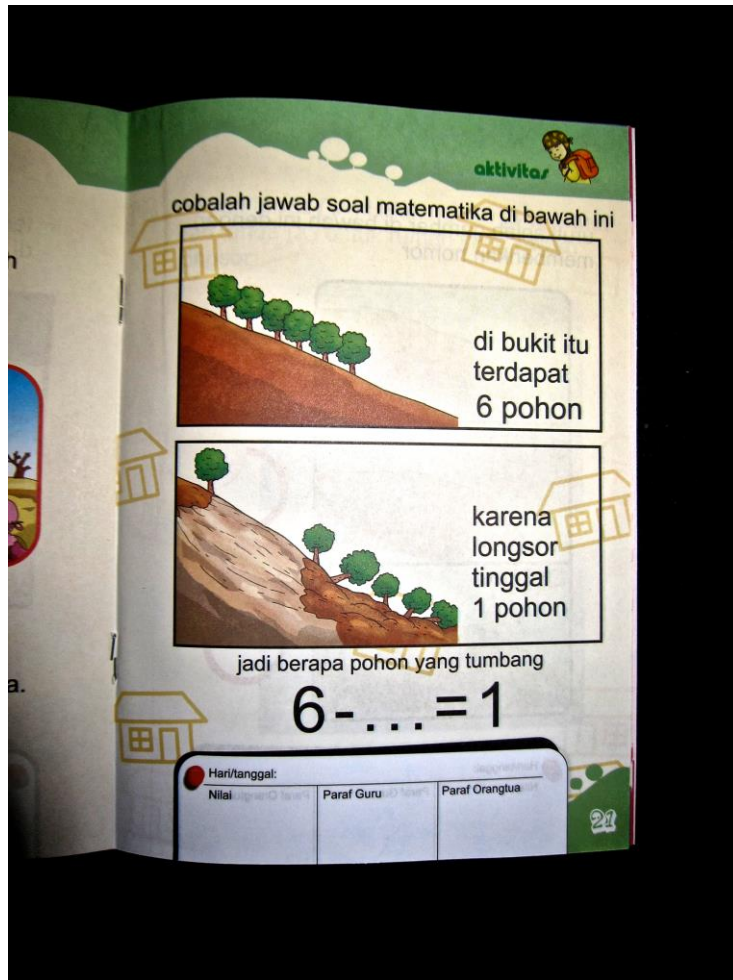 aktivitas
cobalah jawab soal matematika di bawah ini
di bukit itu
terdapat
6 pohon
karena
longsor
tinggal
1 pohon
jadi berapa pohon yang tumbang
6-...=1
a.
Hari/tanggal:
Nilai
Paraf Guru
Paraf Orangtua
21